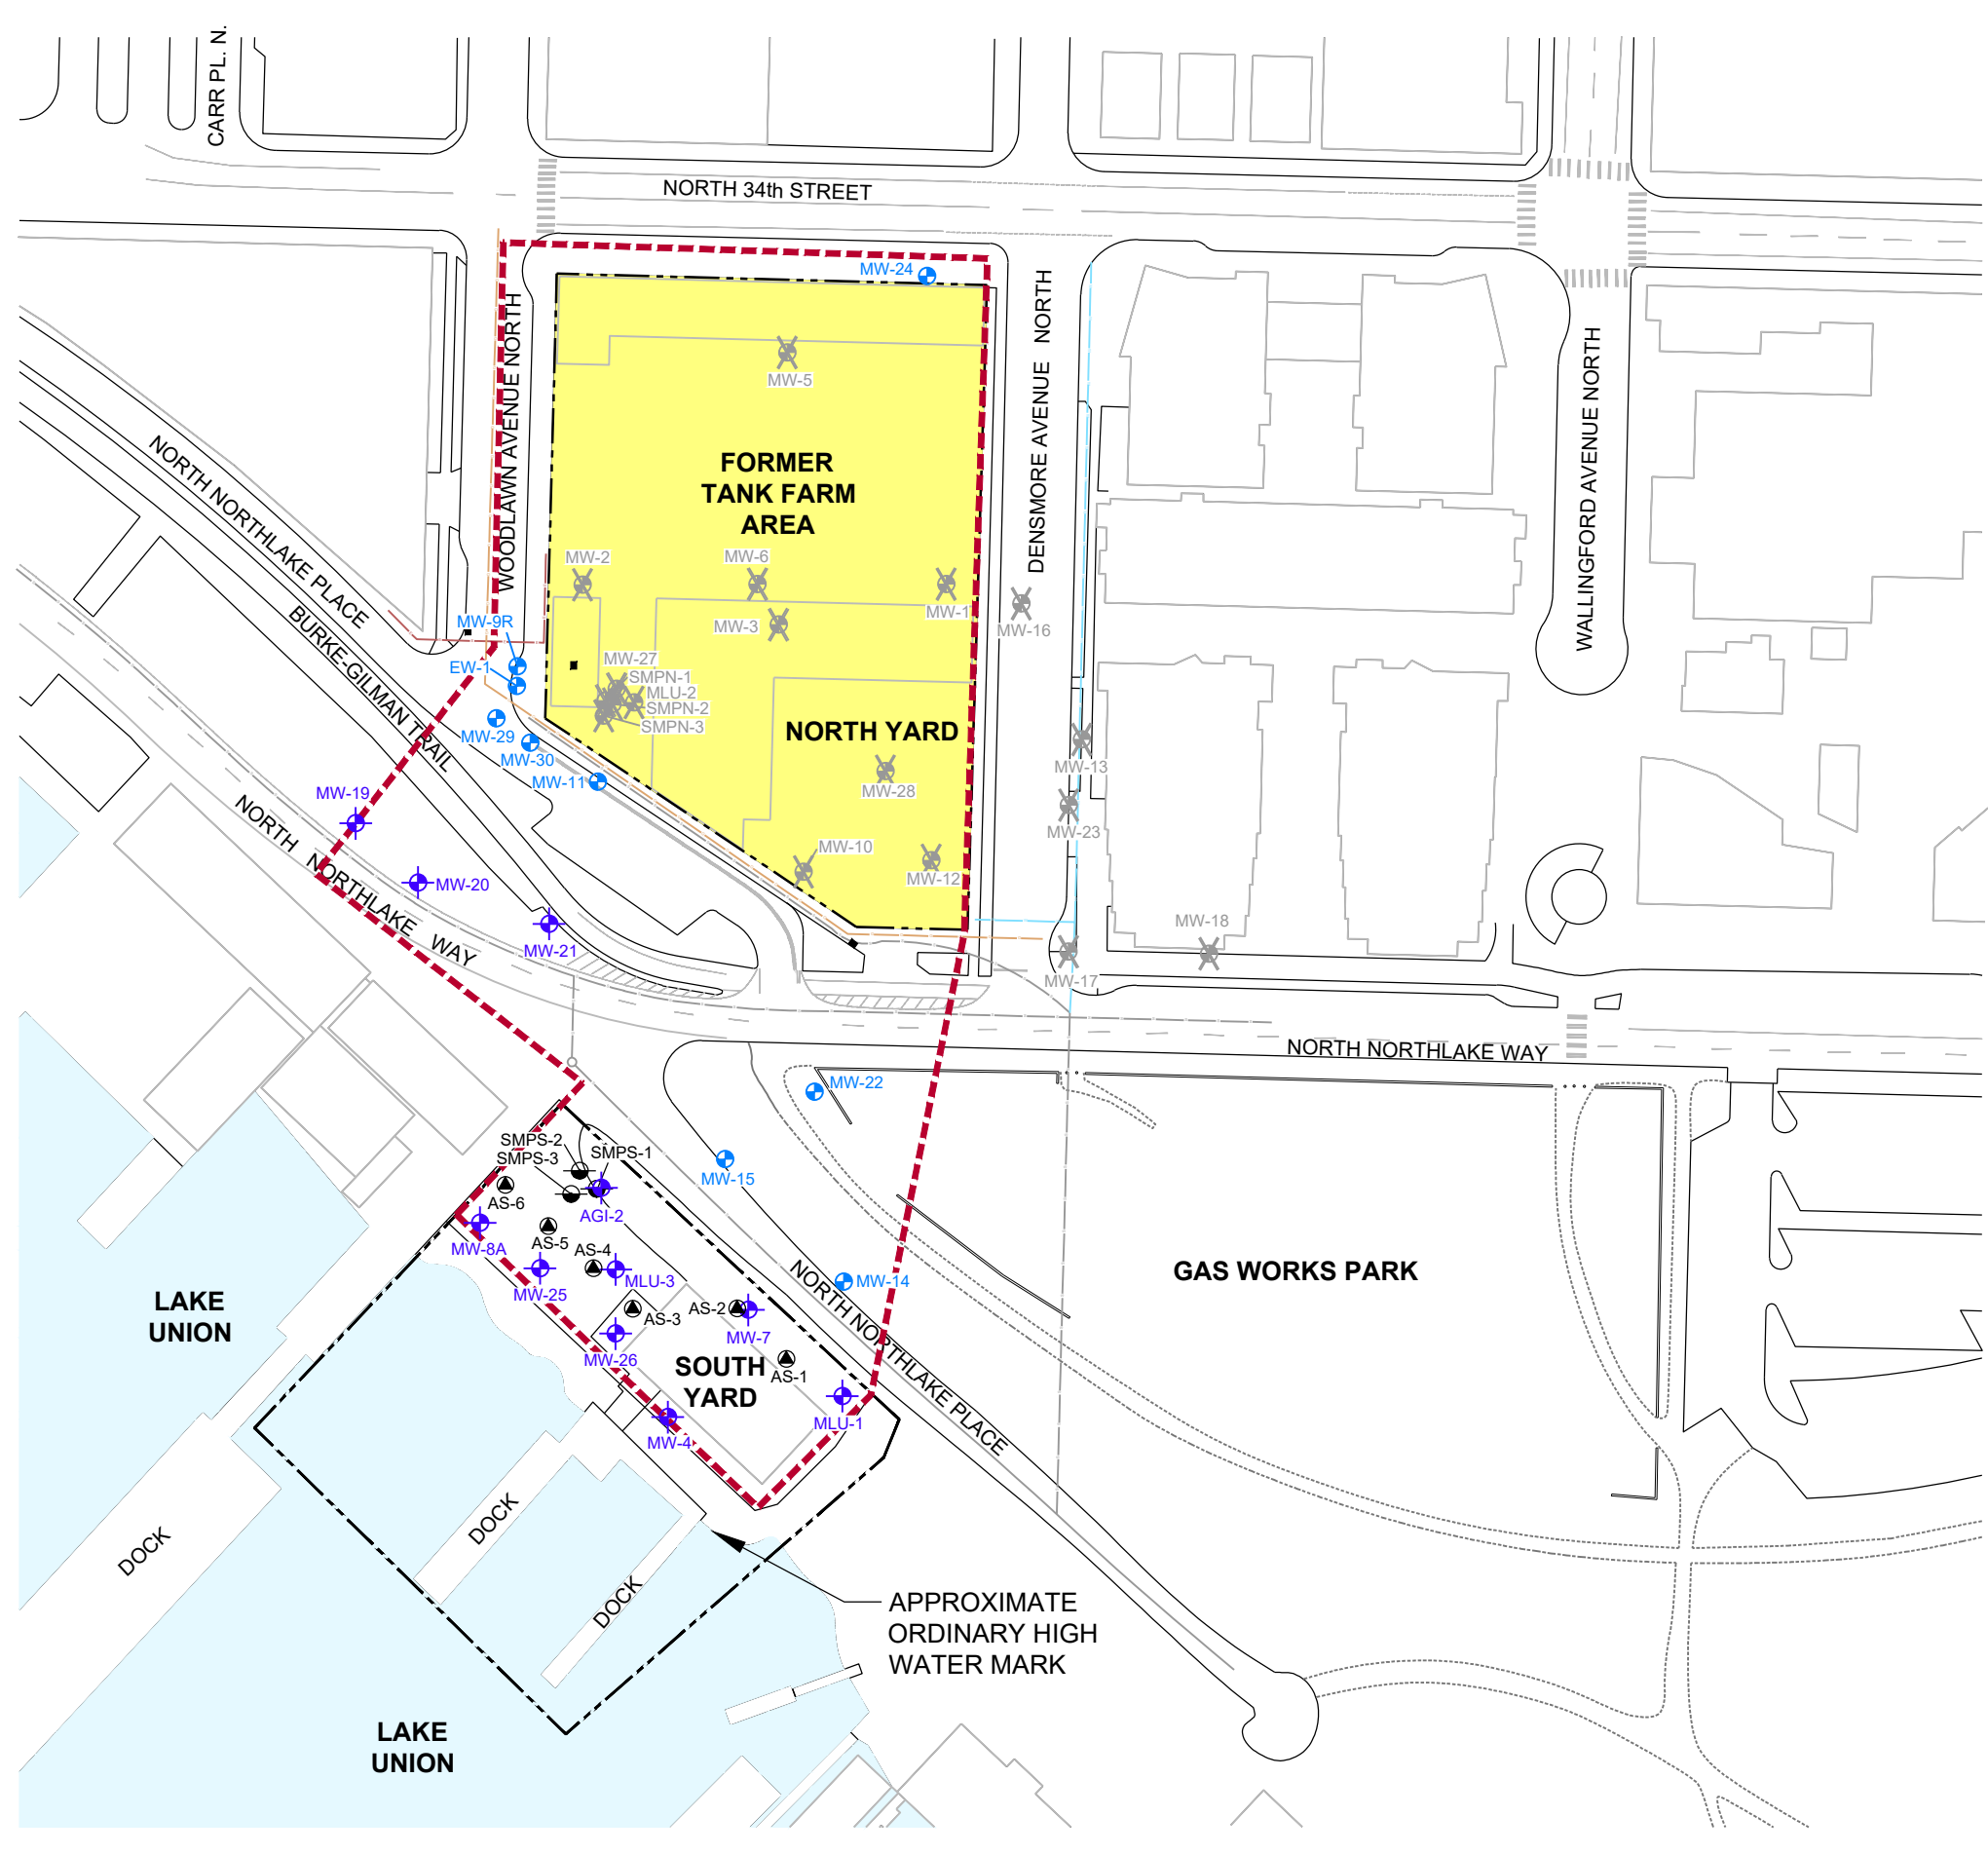 CARR PL. N.
NORTH 34th STREET
MW-24
WOODLAWN AVENUE NORTH
DENSMORE AVENUE NORTH
WALLINGFORD AVENUE NORTH
MW-5
NORTH NORTHLAKE PLACE
BURKE-GILMAN TRAIL
FORMER
TANK FARM
AREA
MW-2
MW-6
MW-1
MW-3
MW-16
MW-9R
EW-1
MW-27
SMPN-1
MLU-2
SMPN-2
SMPN-3
MW-29
MW-30
MW-11
NORTH YARD
MW-13
MW-28
MW-23
MW-19
MW-10
MW-12
MW-20
MW-21
NORTH NORTHLAKE WAY
MW-18
MW-17
NORTH NORTHLAKE WAY
MW-22
SMPS-2
SMPS-3
SMPS-1
MW-15
AS-6
AGI-2
MW-8A
AS-5
AS-4
MW-25
MLU-3
MW-14
GAS WORKS PARK
AS-2
AS-3
MW-7
MW-26
NORTH NORTHLAKE PLACE
LAKE
UNION
SOUTH
YARD
AS-1
MLU-1
MW-4
DOCK
DOCK
DOCK
APPROXIMATE
ORDINARY HIGH
WATER MARK
LAKE
UNION